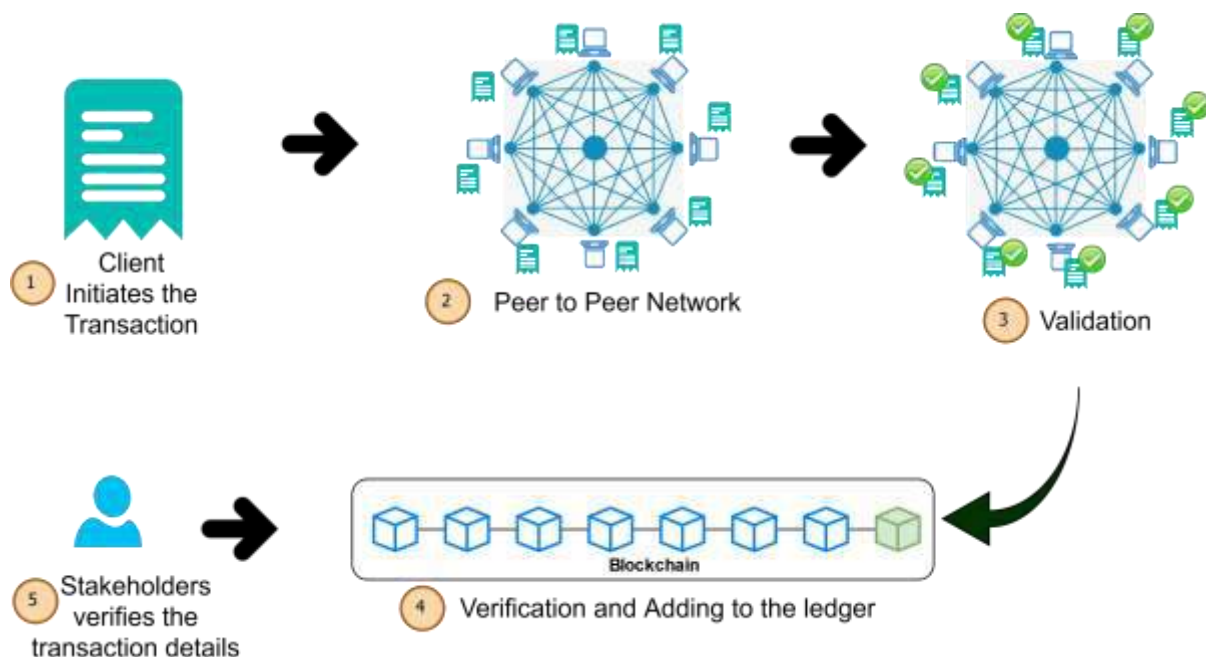 1
Client
Initiates the
Transaction
2
Peer to Peer Network
3
Validation
Blockchain
4
Verification and Adding to the ledger
5
Stakeholders
verifies the
transaction details